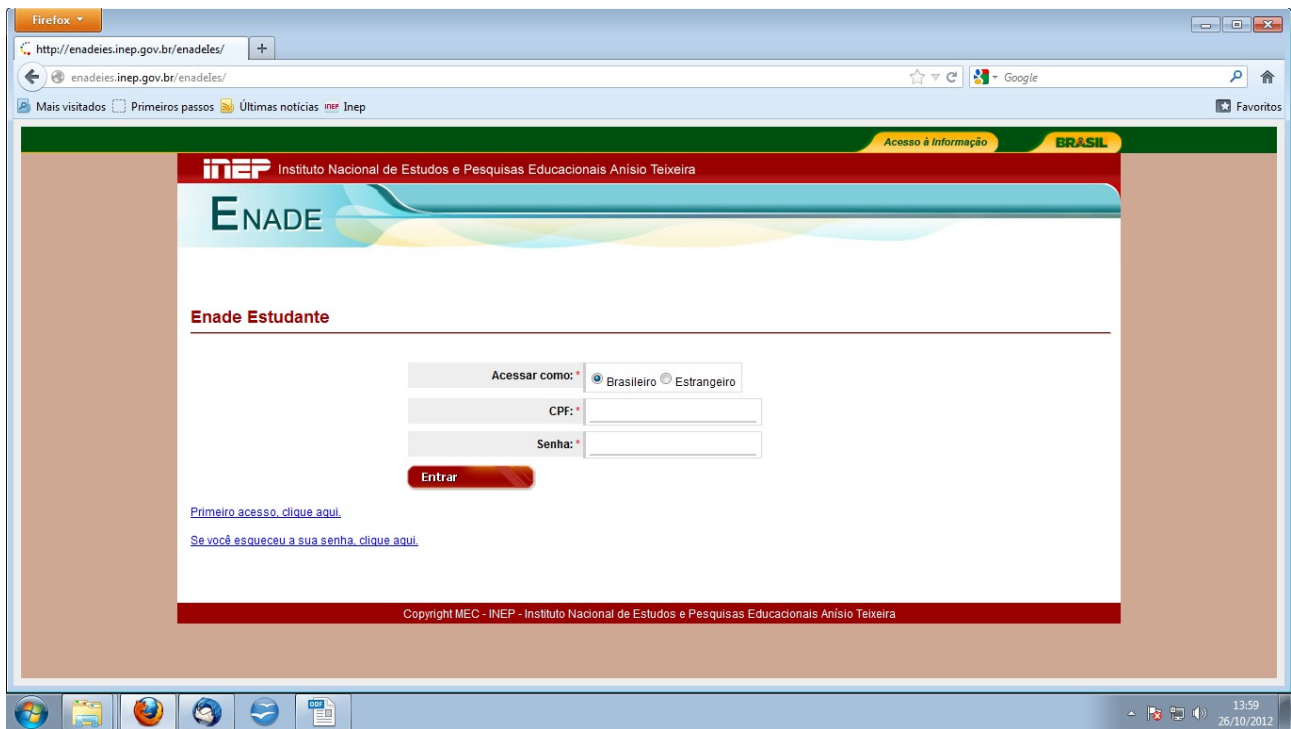 Firefox
http://enadeies.inep.gov.br/enadeIes/
enadeies.inep.gov.br/enadeIes/
Google
Mais visitados Primeiros passos Últimas notícias INEP Inep
Favoritos
Acesso à Informação BRASIL
INEP Instituto Nacional de Estudos e Pesquisas Educacionais Anísio Teixeira
ENADE
Enade Estudante
Acessar como: * Brasileiro Estrangeiro
CPF: *
Senha: *
Entrar
Primeiro acesso, clique aqui.
Se você esqueceu a sua senha, clique aqui.
Copyright MEC - INEP - Instituto Nacional de Estudos e Pesquisas Educacionais Anísio Teixeira
ODF
13:59
26/10/2012